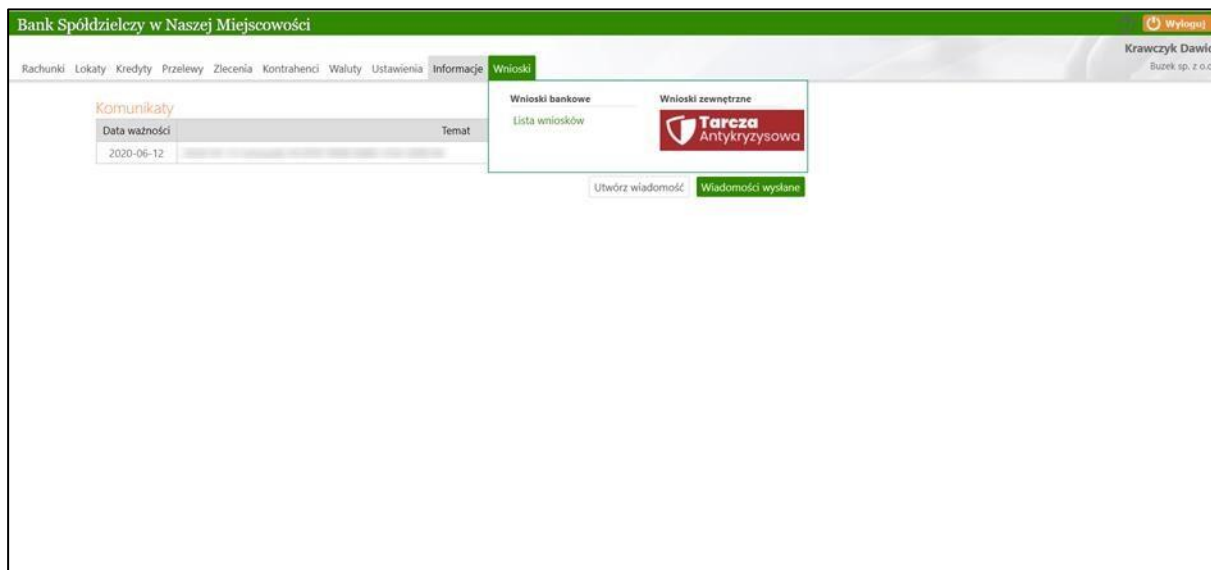 Bank Spółdzielczy w Naszej Miejscowości
Wyloguj
Krawczyk Dawid
Buzek sp. z o.o
Rachunki Lokaty Kredyty Przelewy Zlecenia Kontrahenci Waluty Ustawienia Informacje Wnioski
Wnioski bankowe Wnioski zewnętrzne
Lista wniosków
Tarcza
Antykryzysowa
Komunikaty
Data ważności Temat
2020-06-12
Utwórz wiadomość Wiadomości wysłane